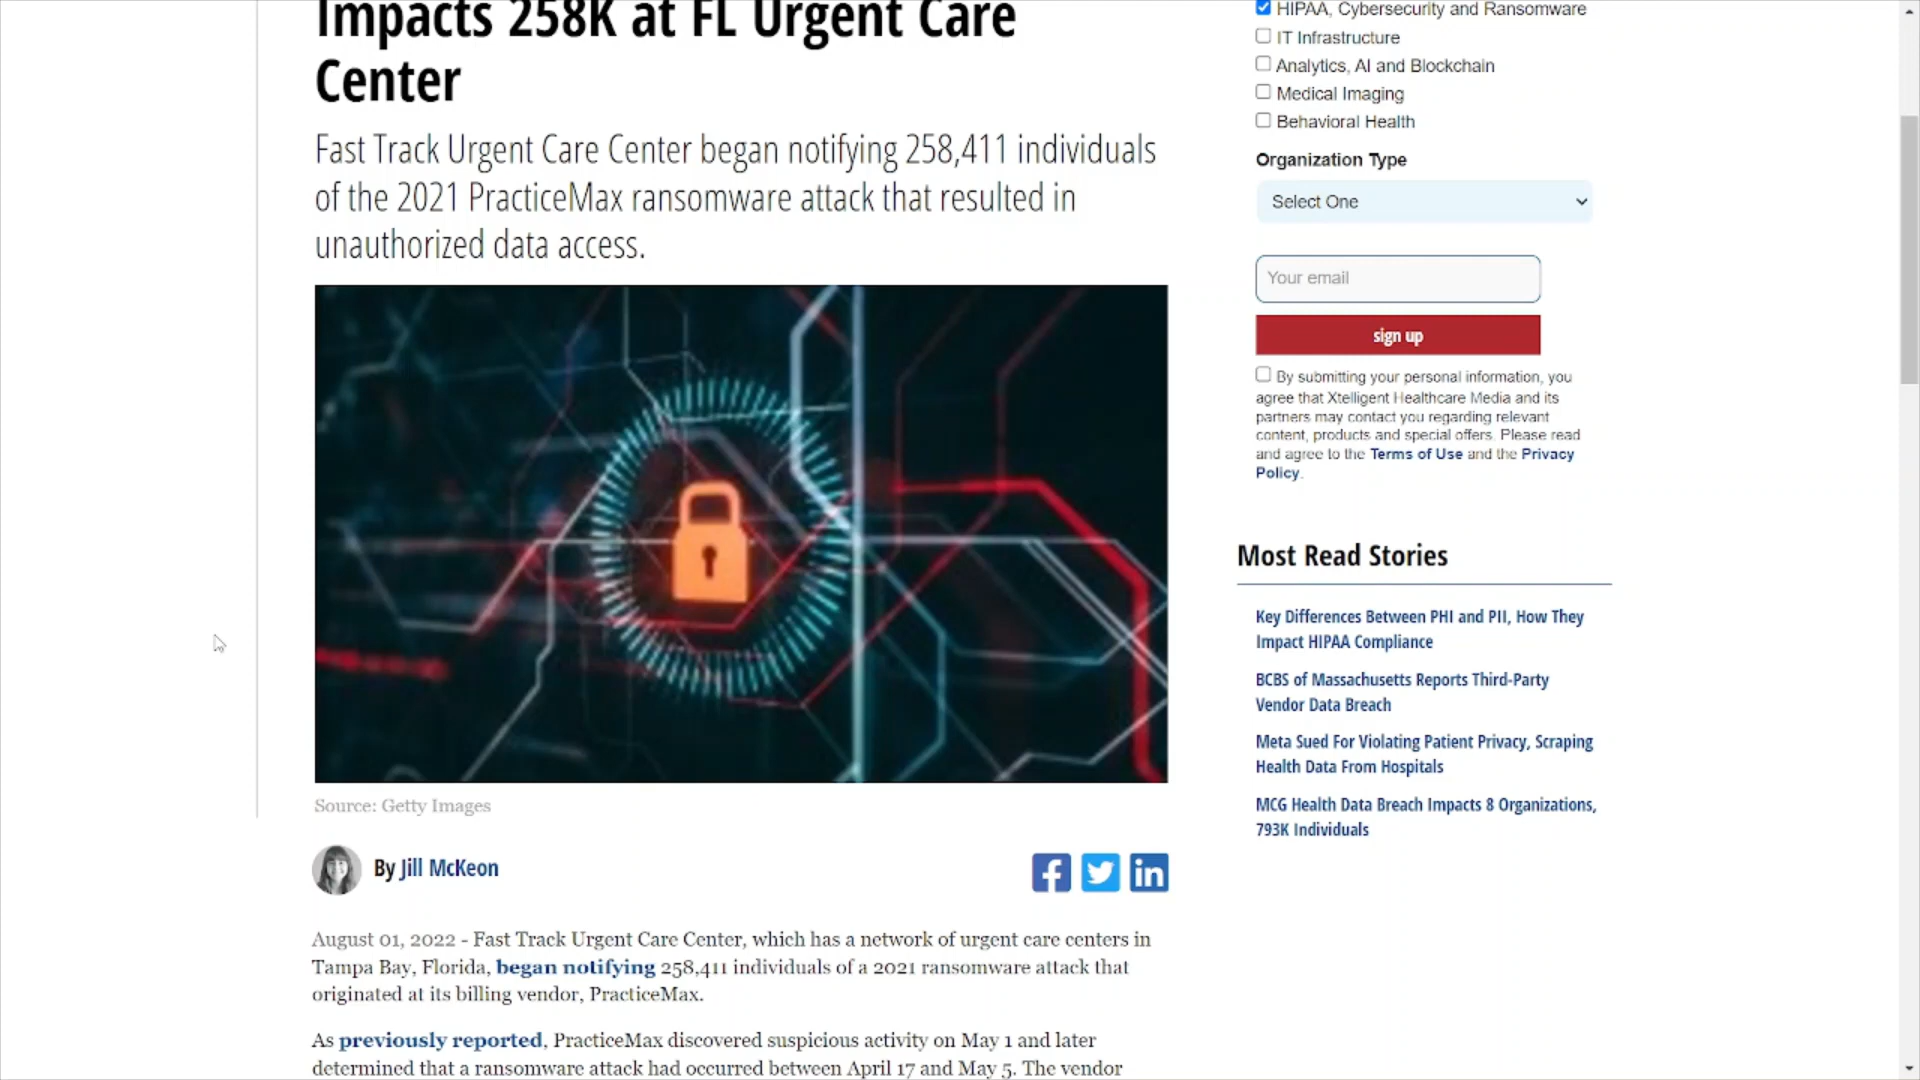 Impacts 258K at FL Urgent Care
Center
Fast Track Urgent Care Center began notifying 258,411 individuals
of the 2021 PracticeMax ransomware attack that resulted in
unauthorized data access.
Source: Getty Images
By Jill McKeon
August 01, 2022 - Fast Track Urgent Care Center, which has a network of urgent care centers in
Tampa Bay, Florida, began notifying 258,411 individuals of a 2021 ransomware attack that
originated at its billing vendor, PracticeMax.
As previously reported, PracticeMax discovered suspicious activity on May 1 and later
determined that a ransomware attack had occurred between April 17 and May 5. The vendor
HIPAA, Cybersecurity and Ransomware
IT Infrastructure
Analytics, AI and Blockchain
Medical Imaging
Behavioral Health
Organization Type
Select One
Your email
sign up
By submitting your personal information, you
agree that Xtelligent Healthcare Media and its
partners may contact you regarding relevant
content, products and special offers. Please read
and agree to the Terms of Use and the Privacy
Policy.
Most Read Stories
Key Differences Between PHI and PII, How They
Impact HIPAA Compliance
BCBS of Massachusetts Reports Third-Party
Vendor Data Breach
Meta Sued For Violating Patient Privacy, Scraping
Health Data From Hospitals
MCG Health Data Breach Impacts 8 Organizations,
793K Individuals